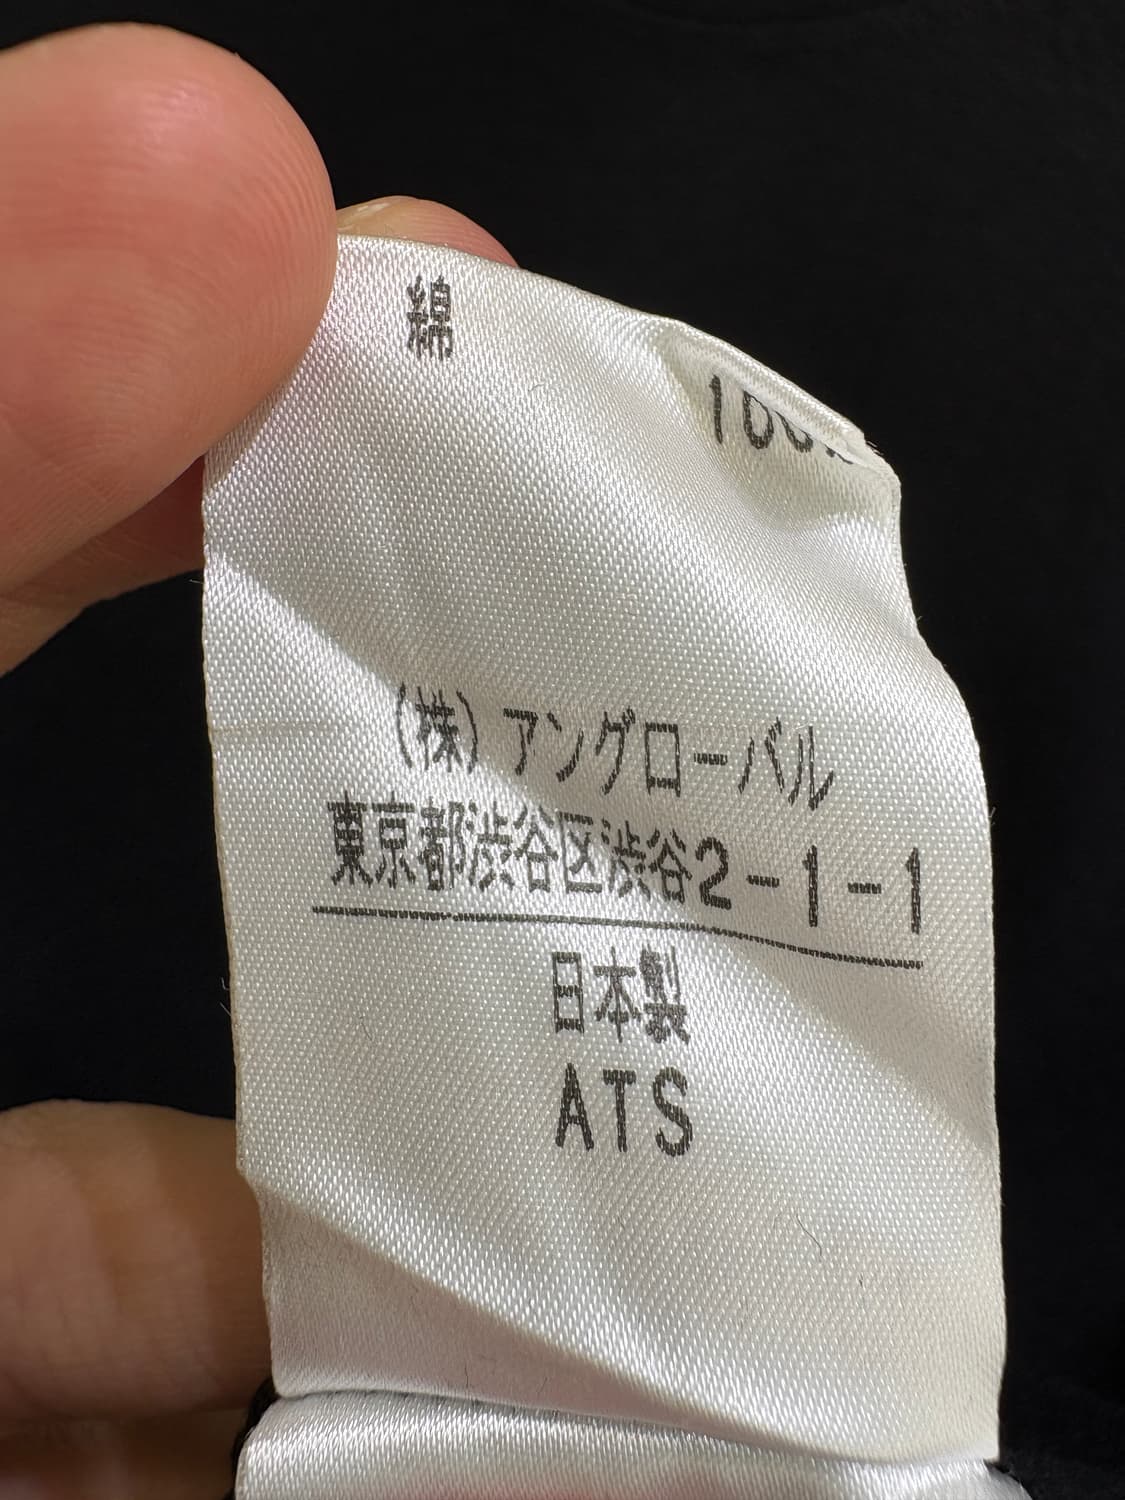 綿 100%
(株)アングローバル
東京都渋谷区渋谷2-1-1
日本製
ATS